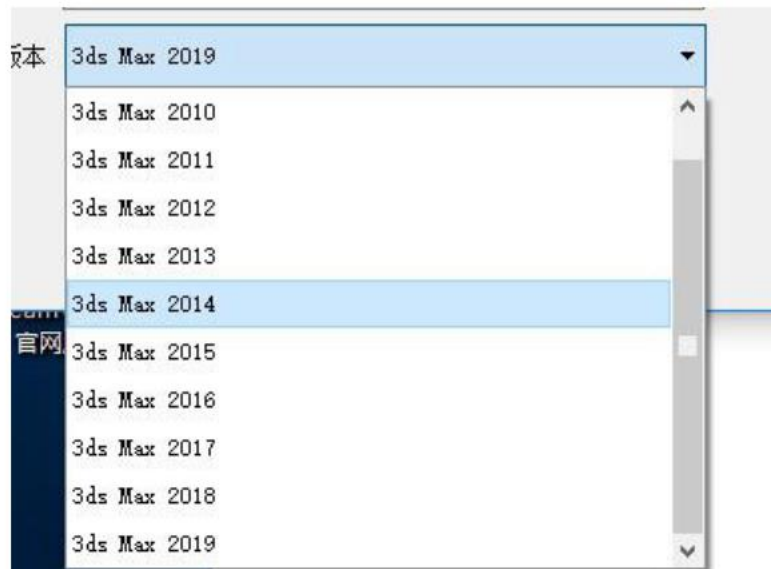 版本 3ds Max 2019
3ds Max 2010
3ds Max 2011
3ds Max 2012
3ds Max 2013
3ds Max 2014
官网
3ds Max 2015
3ds Max 2016
3ds Max 2017
3ds Max 2018
3ds Max 2019